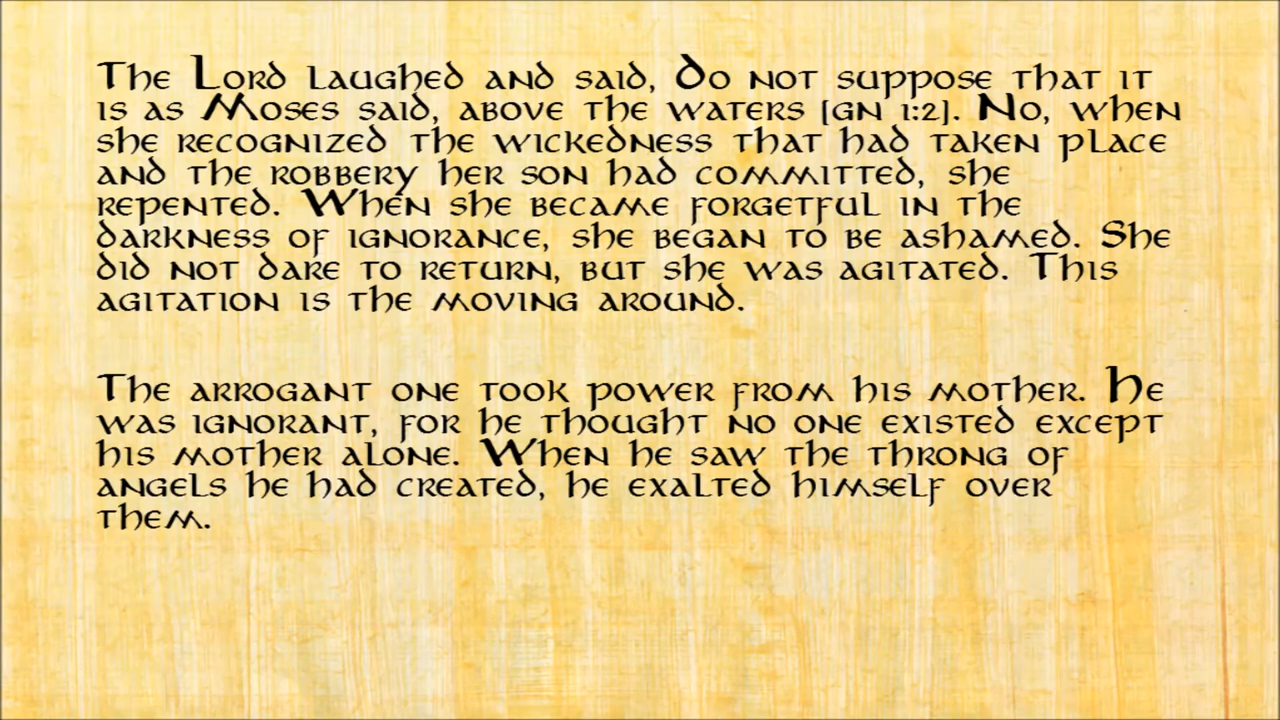 The Lord laughed and said, Do not suppose that it
is as Moses said, above the waters [Gn 1:2]. No, when
she recognized the wickedness that had taken place
and the robbery her son had committed, she
repented. When she became forgetful in the
darkness of ignorance, she began to be ashamed. She
did not dare to return, but she was agitated. This
agitation is the moving around.
The arrogant one took power from his mother. He
was ignorant, for he thought no one existed except
his mother alone. When he saw the throng of
angels he had created, he exalted himself over
them.